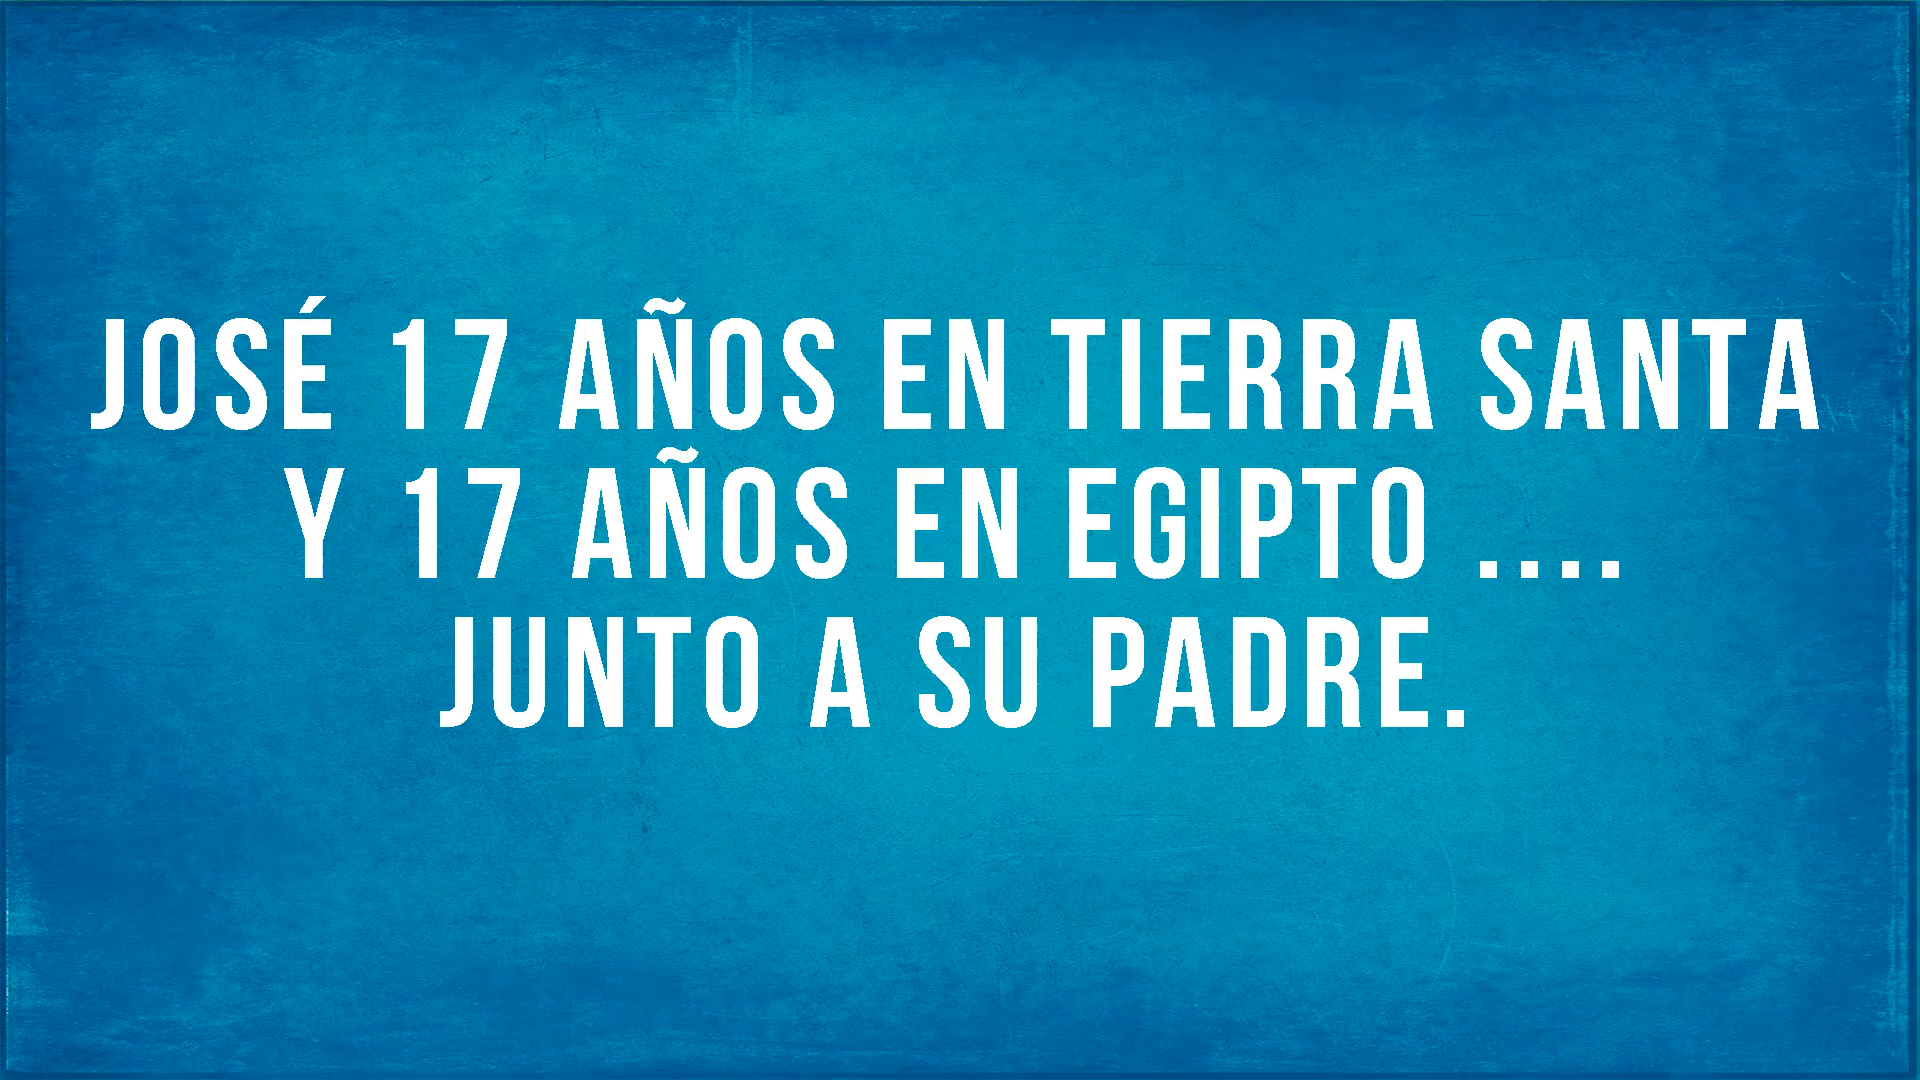 JOSÉ 17 AÑOS EN TIERRA SANTA
Y 17 AÑOS EN EGIPTO ....
JUNTO A SU PADRE.